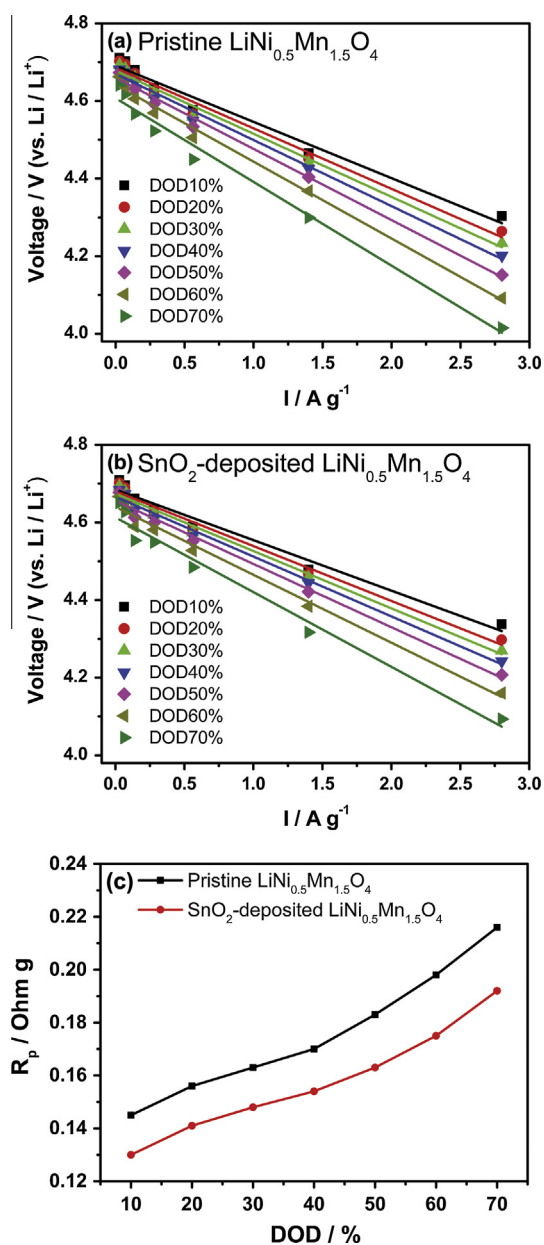 (a) Pristine LiNi0.5Mn1.5O4
4.8
4.6
4.4
4.2
4.0
Voltage / V (vs. Li / Li+)
DOD10%
DOD20%
DOD30%
DOD40%
DOD50%
DOD60%
DOD70%
0.0 0.5 1.0 1.5 2.0 2.5 3.0
I / A g-1
(b) SnO2-deposited LiNi0.5Mn1.5O4
4.8
4.6
4.4
4.2
4.0
Voltage / V (vs. Li / Li+)
DOD10%
DOD20%
DOD30%
DOD40%
DOD50%
DOD60%
DOD70%
0.0 0.5 1.0 1.5 2.0 2.5 3.0
I / A g-1
(c)
Pristine LiNi0.5Mn1.5O4
SnO2-deposited LiNi0.5Mn1.5O4
0.24
0.22
0.20
0.18
0.16
0.14
0.12
Rp / Ohm g
10 20 30 40 50 60 70
DOD / %